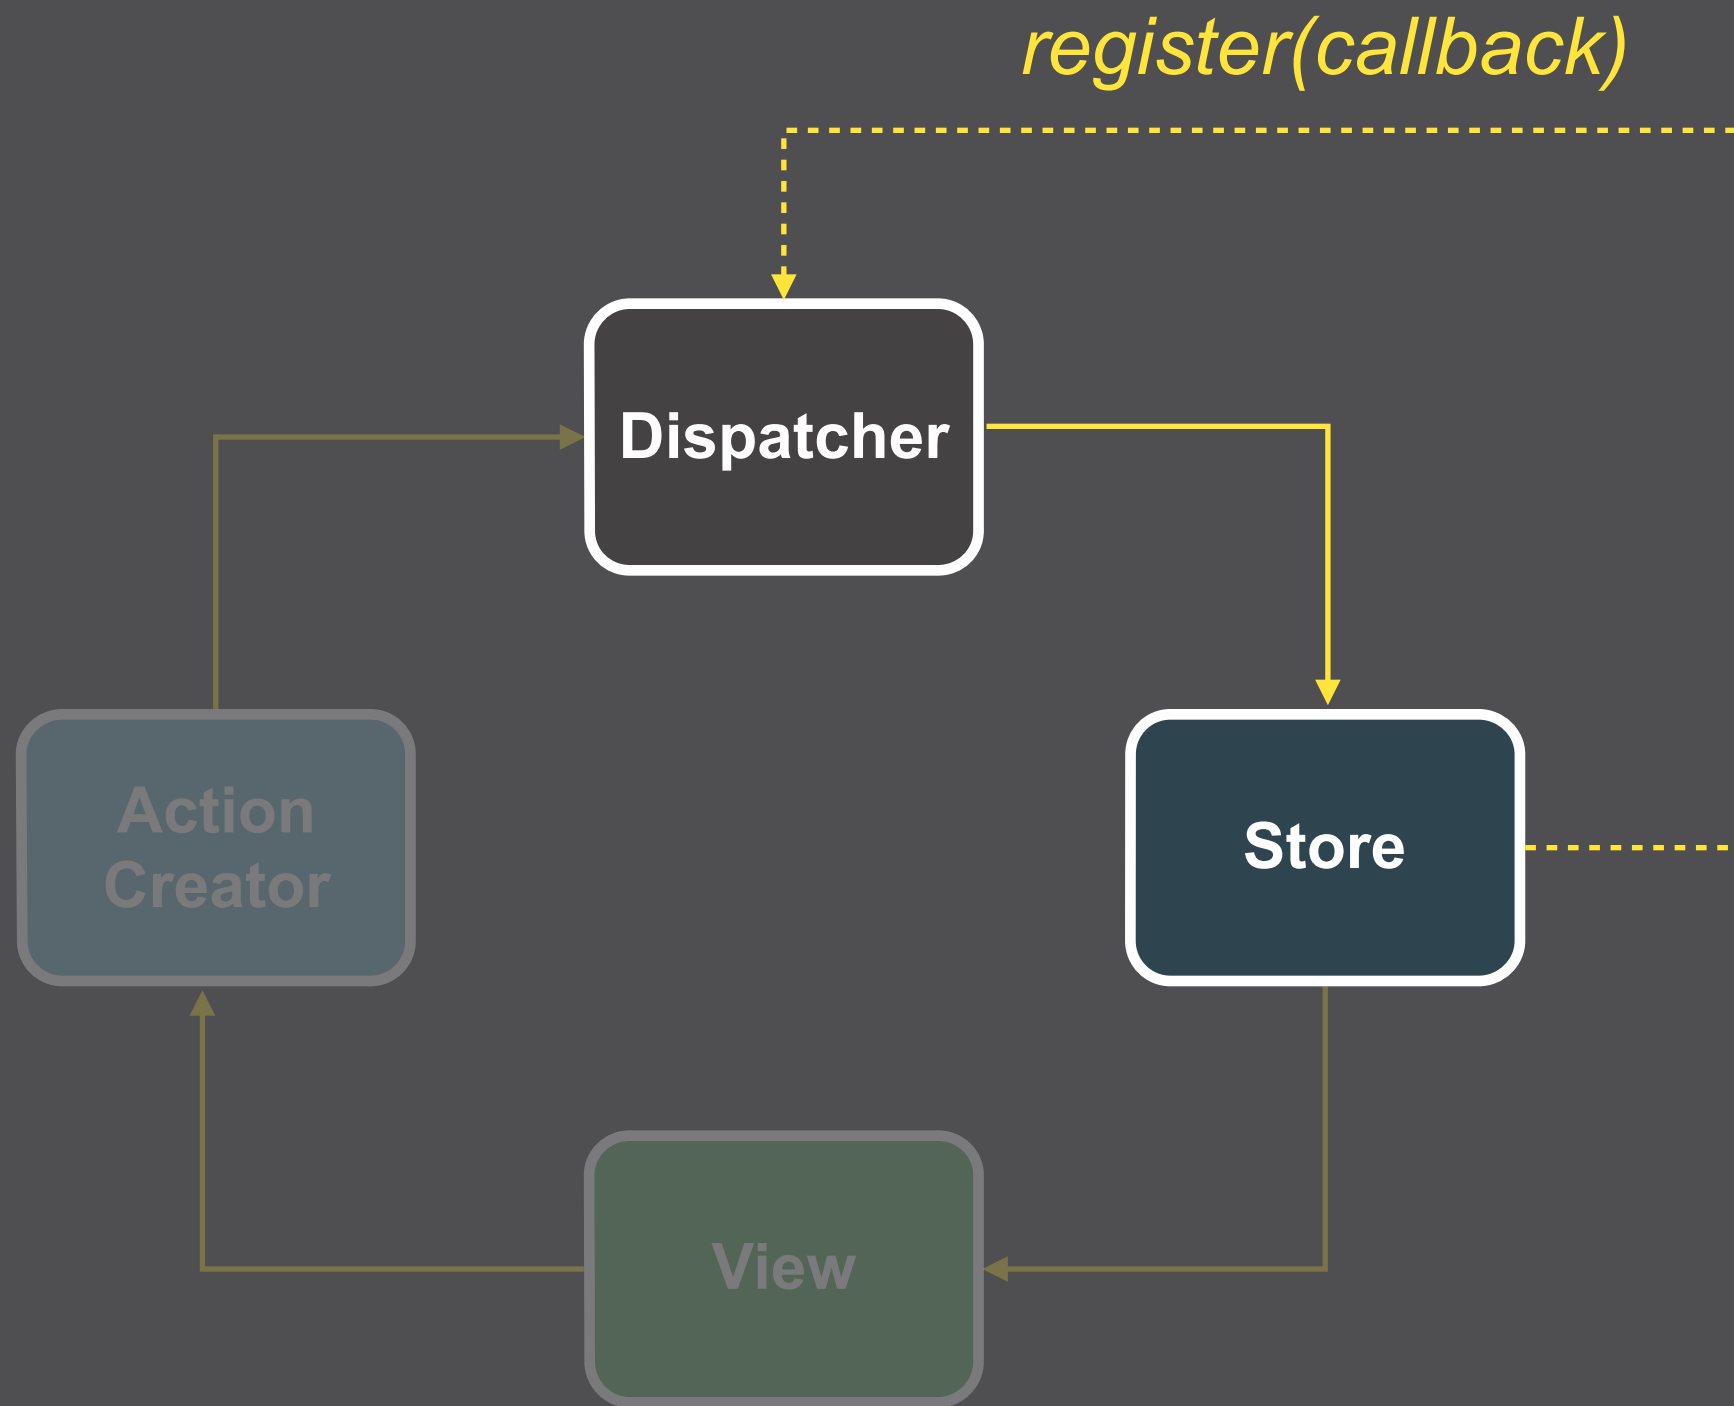 register(callback)
Dispatcher
Action
Creator
Store
View